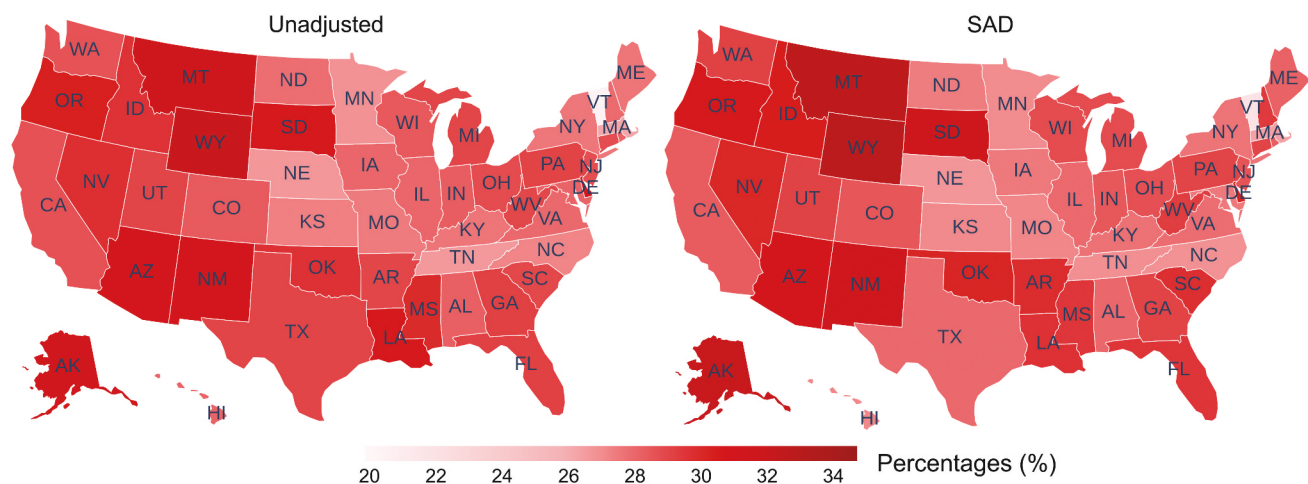 Unadjusted SAD
WA MT ND MN ME
OR ID SD WI VT
WY MI NY MA
NE IA PA NJ
NV UT CO IL IN OH DE
CA KS MO WV VA
KY
AZ NM OK AR TN NC
SC
MS AL GA
TX LA
FL
AK
HI
WA MT ND MN ME
OR ID SD WI VT
WY MI NY MA
NE IA PA NJ
NV UT CO IL IN OH DE
CA KS MO WV VA
KY
AZ NM OK AR TN NC
SC
MS AL GA
TX LA
FL
AK
HI
20 22 24 26 28 30 32 34 Percentages (%)